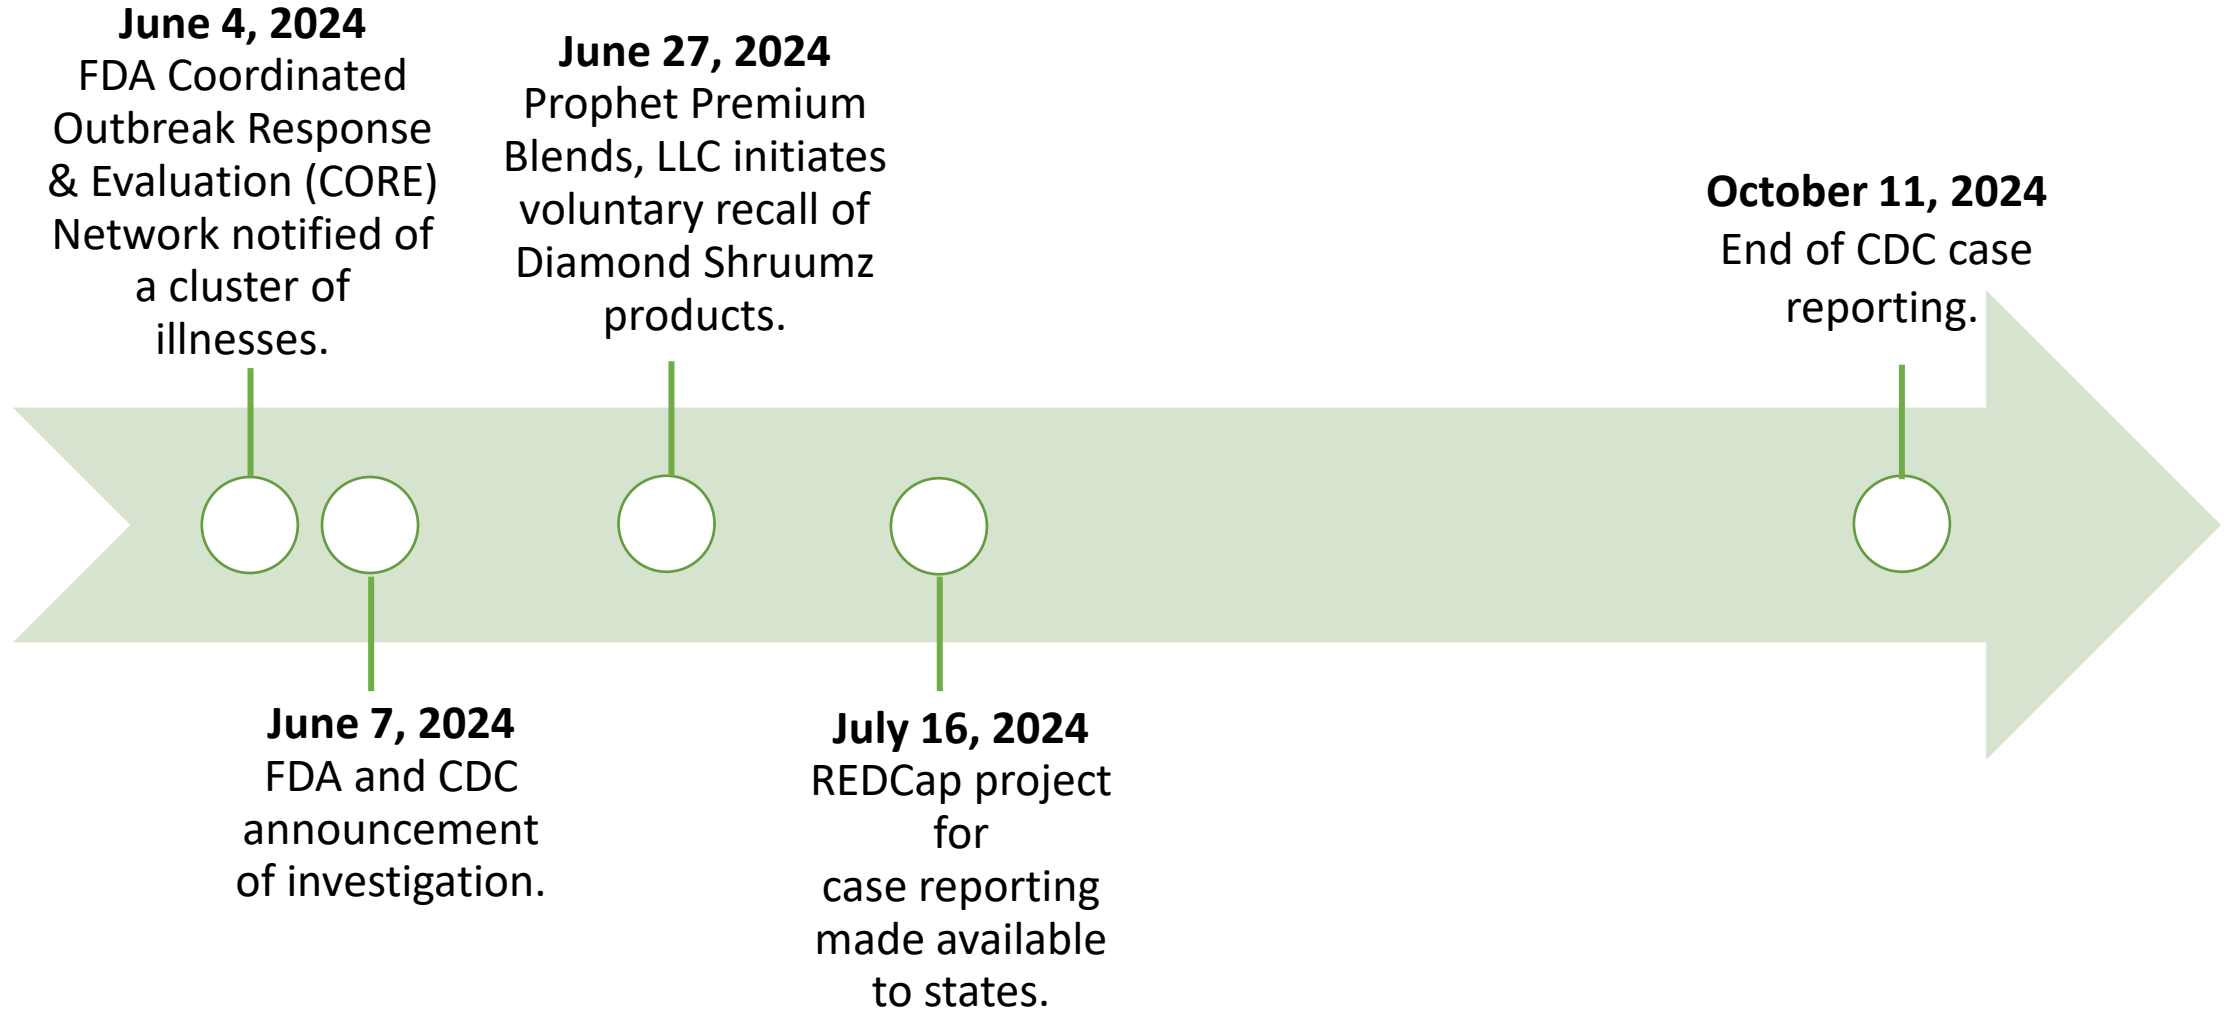 June 4, 2024
FDA Coordinated
Outbreak Response
& Evaluation (CORE)
Network notified of
a cluster of
illnesses.
June 27, 2024
Prophet Premium
Blends, LLC initiates
voluntary recall of
Diamond Shruumz
products.
October 11, 2024
End of CDC case
reporting.
June 7, 2024
FDA and CDC
announcement
of investigation.
July 16, 2024
REDCap project
for
case reporting
made available
to states.